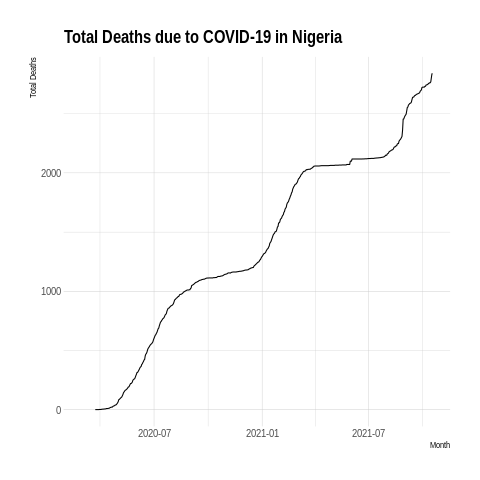 Total Deaths due to COVID-19 in Nigeria
Total Deaths
2000
1000
0
2020-07 2021-01 2021-07
Month